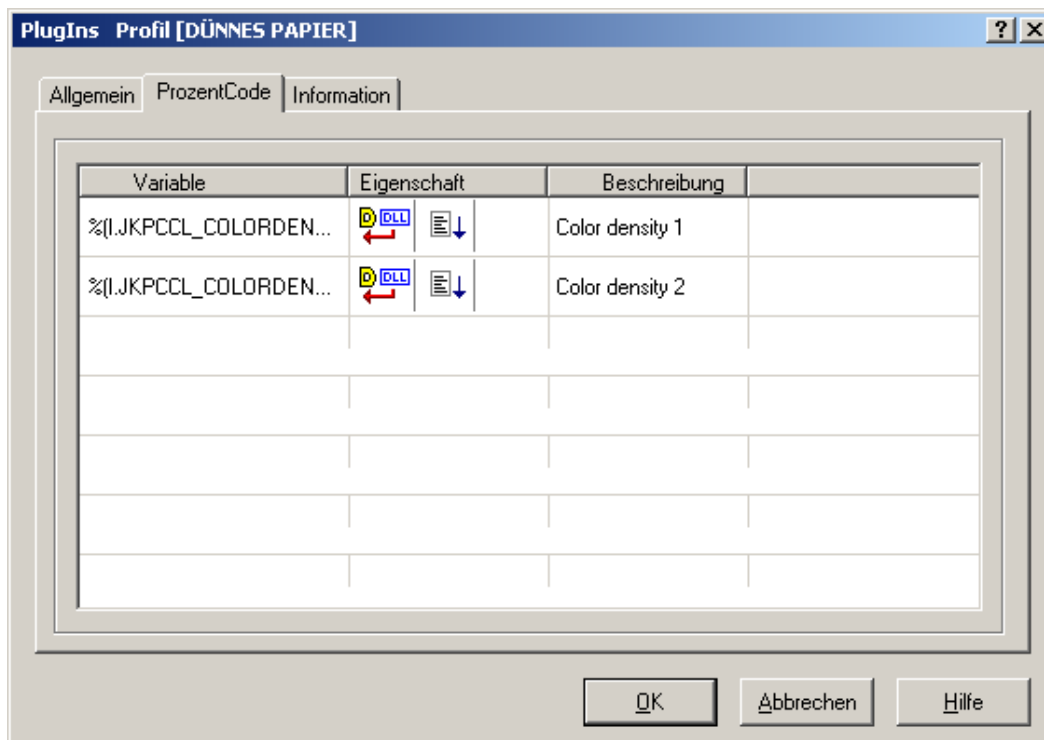 PlugIns Profil [DÜNNES PAPIER]
Allgemein ProzentCode Information
Variable Eigenschaft Beschreibung
%(I.JKPCCL_COLORDEN... D DLL Color density 1
%(I.JKPCCL_COLORDEN... D DLL Color density 2
OK Abbrechen Hilfe